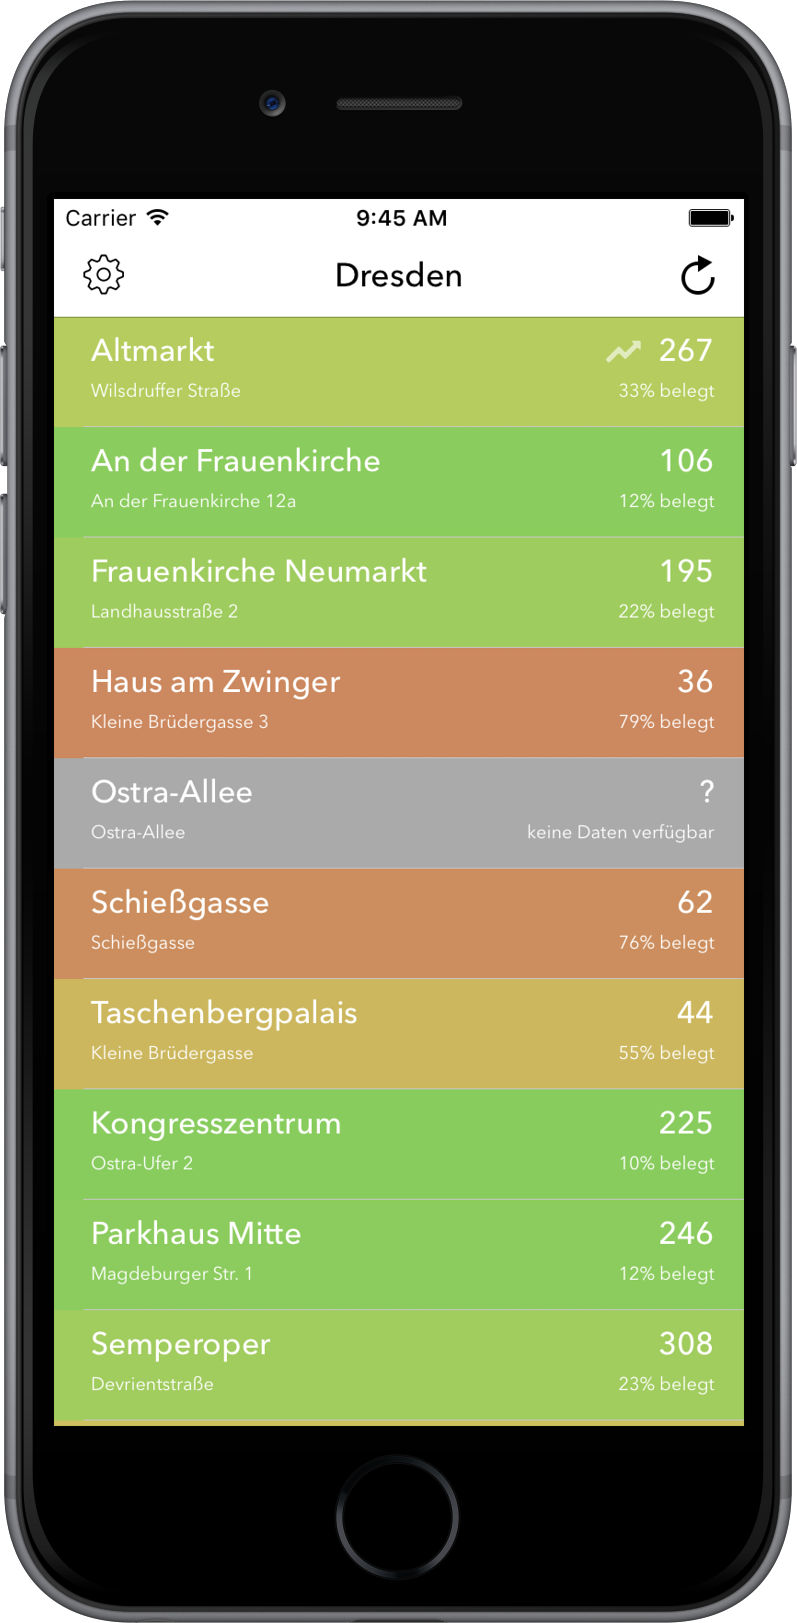 Carrier 9:45 AM
Dresden
Altmarkt 267
Wilsdruffer Straße 33% belegt
An der Frauenkirche 106
An der Frauenkirche 12a 12% belegt
Frauenkirche Neumarkt 195
Landhausstraße 2 22% belegt
Haus am Zwinger 36
Kleine Brüdergasse 3 79% belegt
Ostra-Allee ?
Ostra-Allee keine Daten verfügbar
Schießgasse 62
Schießgasse 76% belegt
Taschenbergpalais 44
Kleine Brüdergasse 55% belegt
Kongresszentrum 225
Ostra-Ufer 2 10% belegt
Parkhaus Mitte 246
Magdeburger Str. 1 12% belegt
Semperoper 308
Devrientstraße 23% belegt